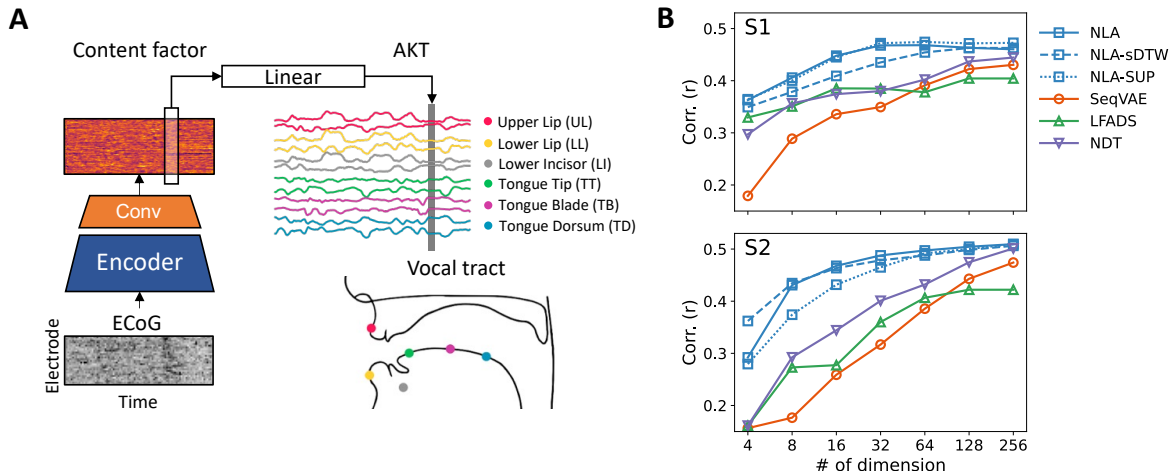 A
Content factor
AKT
Linear
Upper Lip (UL)
Lower Lip (LL)
Lower Incisor (LI)
Tongue Tip (TT)
Tongue Blade (TB)
Tongue Dorsum (TD)
Conv
Encoder
ECoG
Electrode
Time
Vocal tract
B
S1
Corr. (r)
0.5
0.4
0.3
0.2
S2
Corr. (r)
0.5
0.4
0.3
0.2
4 8 16 32 64 128 256
# of dimension
NLA
NLA-sDTW
NLA-SUP
SeqVAE
LFADS
NDT